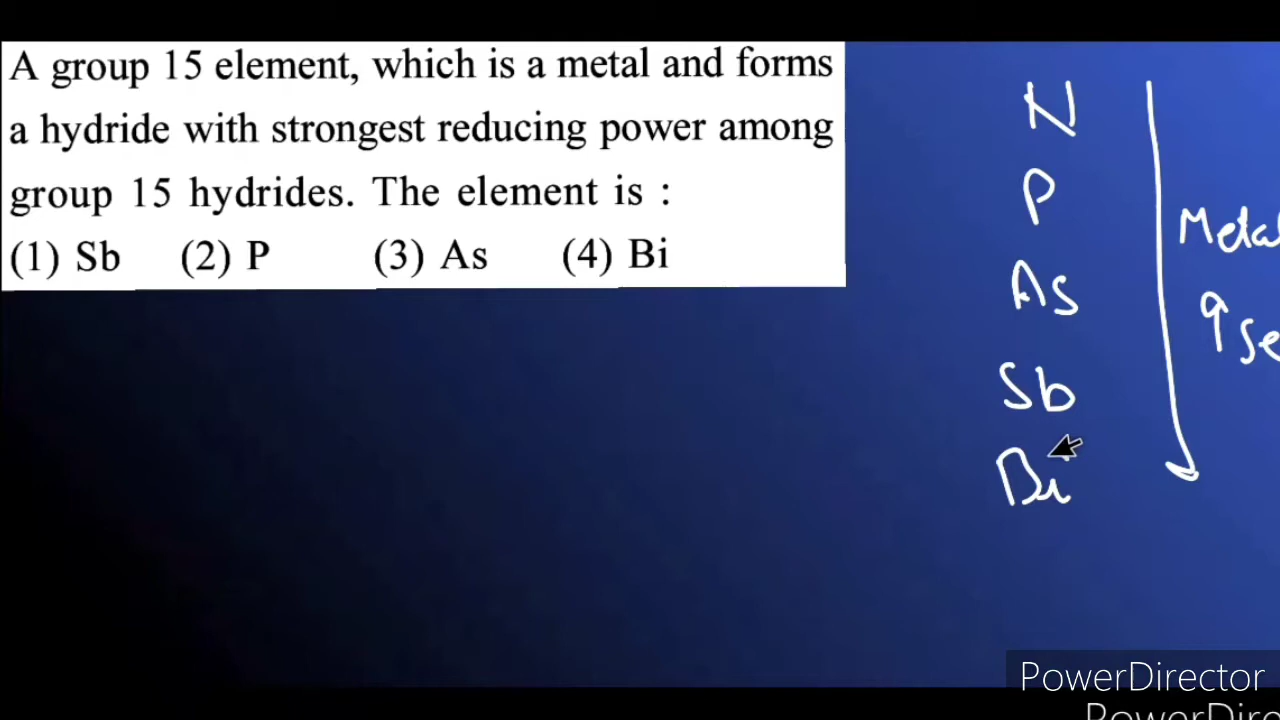 A group 15 element, which is a metal and forms
a hydride with strongest reducing power among
group 15 hydrides. The element is :
(1) Sb (2) P (3) As (4) Bi
N
P
As
Sb
Bi
PowerDirector